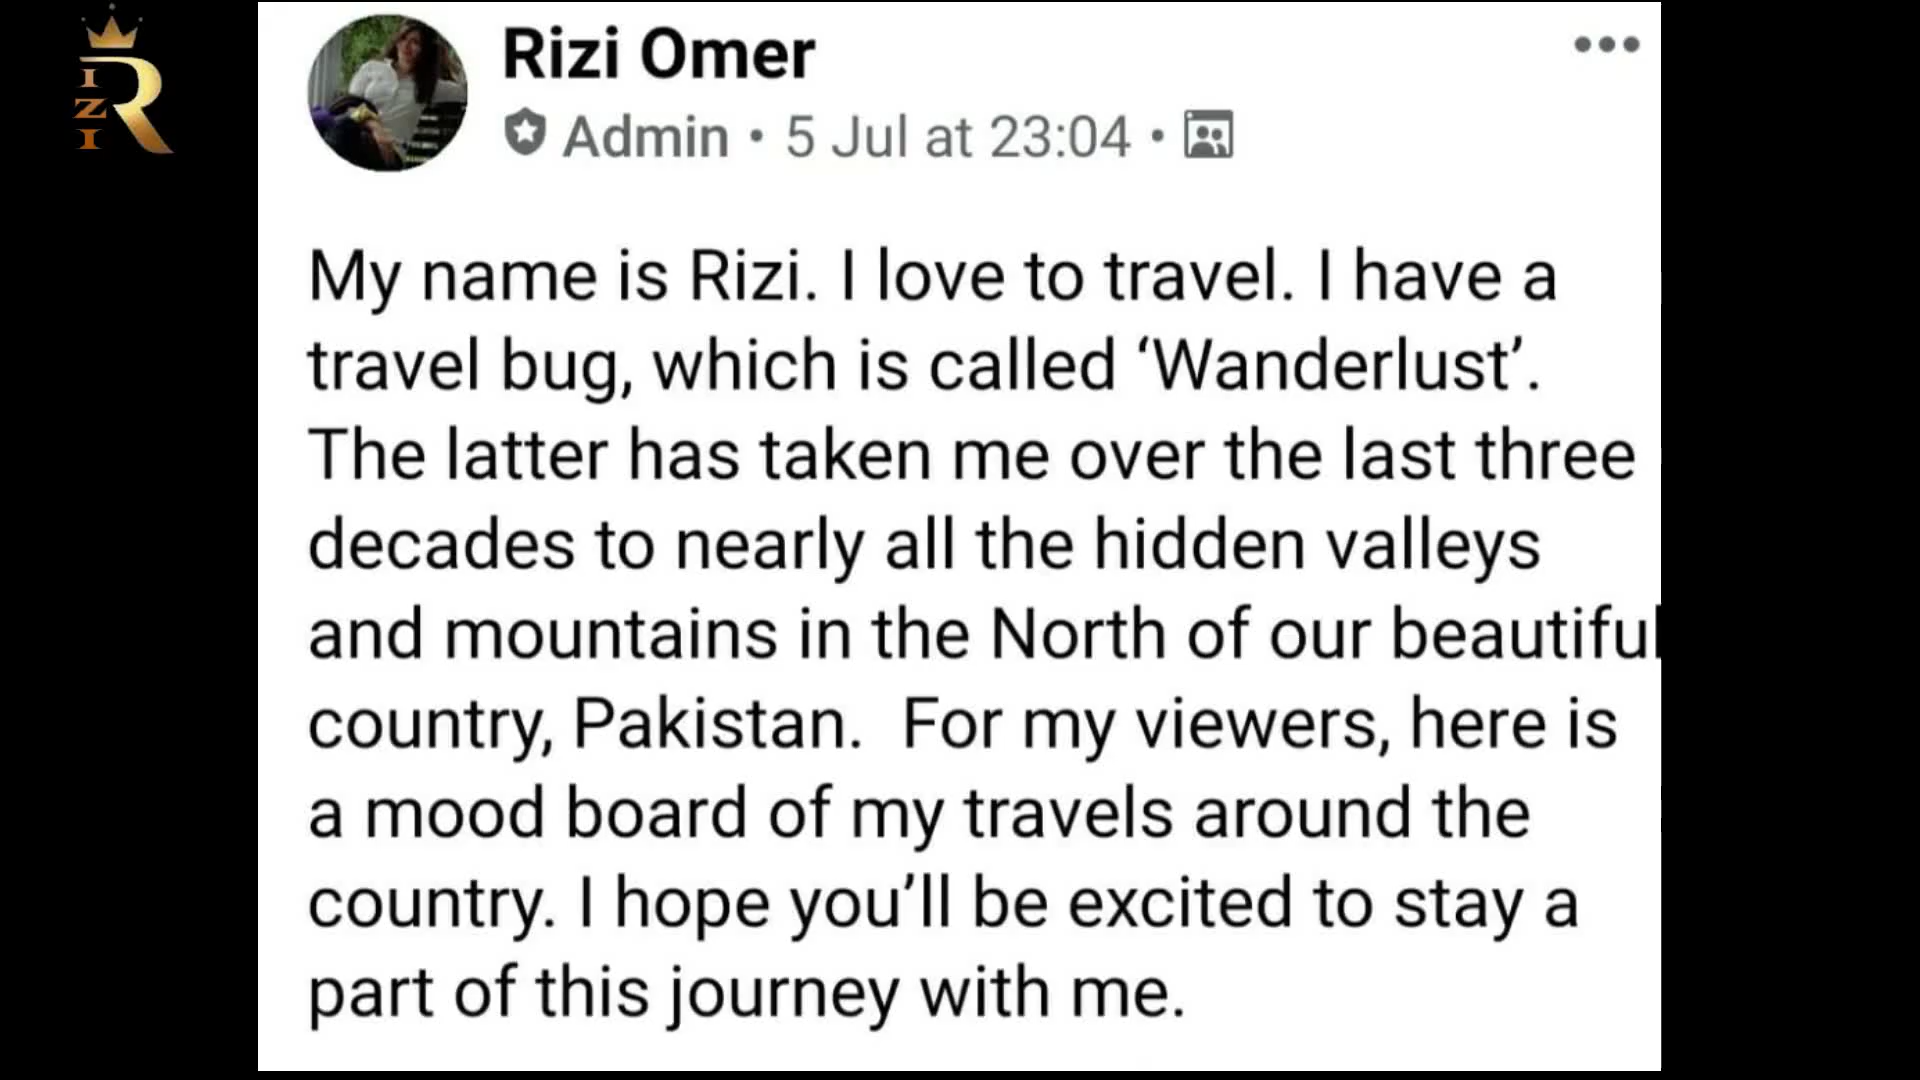 IZI
R
Rizi Omer
Admin • 5 Jul at 23:04 •
My name is Rizi. I love to travel. I have a
travel bug, which is called ‘Wanderlust’.
The latter has taken me over the last three
decades to nearly all the hidden valleys
and mountains in the North of our beautiful
country, Pakistan.  For my viewers, here is
a mood board of my travels around the
country. I hope you’ll be excited to stay a
part of this journey with me.